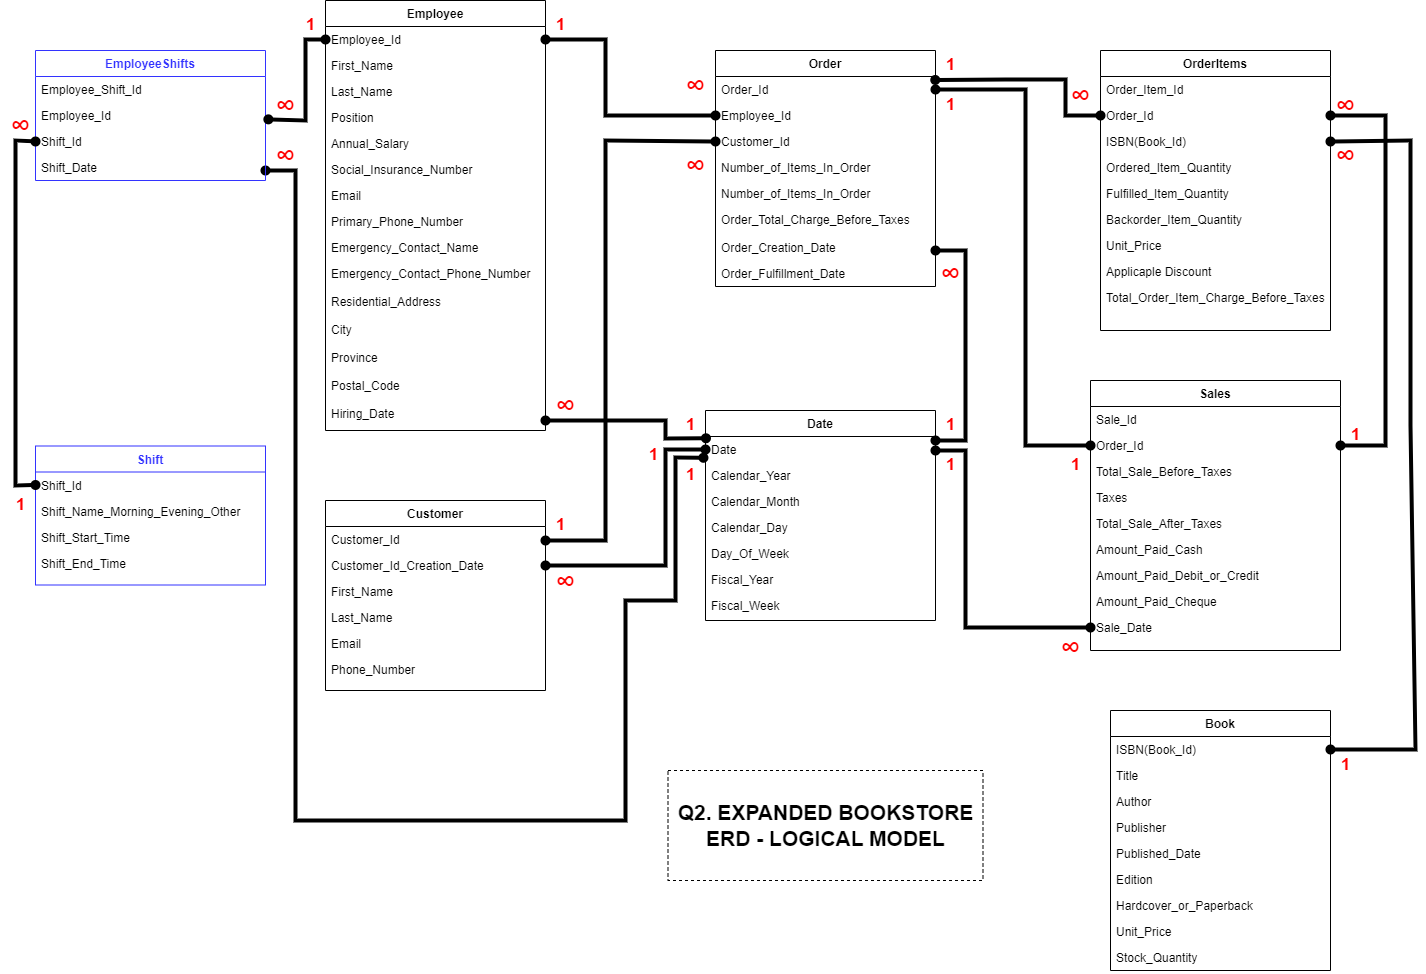 Employee
Employee_Id
First_Name
Last_Name
Position
Annual_Salary
Social_Insurance_Number
Email
Primary_Phone_Number
Emergency_Contact_Name
Emergency_Contact_Phone_Number
Residential_Address
City
Province
Postal_Code
Hiring_Date
1
1
∞
EmployeeShifts
Employee_Shift_Id
Employee_Id
Shift_Id
Shift_Date
∞
∞
∞
Shift
Shift_Id
Shift_Name_Morning_Evening_Other
Shift_Start_Time
Shift_End_Time
1
Customer
Customer_Id
Customer_Id_Creation_Date
First_Name
Last_Name
Email
Phone_Number
1
∞
Order
Order_Id
Employee_Id
Customer_Id
Number_of_Items_In_Order
Number_of_Items_In_Order
Order_Total_Charge_Before_Taxes
Order_Creation_Date
Order_Fulfillment_Date
∞
∞
1
1
∞
Date
Date
Calendar_Year
Calendar_Month
Calendar_Day
Day_Of_Week
Fiscal_Year
Fiscal_Week
1
1
1
1
1
OrderItems
Order_Item_Id
Order_Id
ISBN(Book_Id)
Ordered_Item_Quantity
Fulfilled_Item_Quantity
Backorder_Item_Quantity
Unit_Price
Applicaple Discount
Total_Order_Item_Charge_Before_Taxes
∞
∞
∞
Sales
Sale_Id
Order_Id
Total_Sale_Before_Taxes
Taxes
Total_Sale_After_Taxes
Amount_Paid_Cash
Amount_Paid_Debit_or_Credit
Amount_Paid_Cheque
Sale_Date
1
1
∞
Book
ISBN(Book_Id)
Title
Author
Publisher
Published_Date
Edition
Hardcover_or_Paperback
Unit_Price
Stock_Quantity
1
Q2. EXPANDED BOOKSTORE
ERD - LOGICAL MODEL